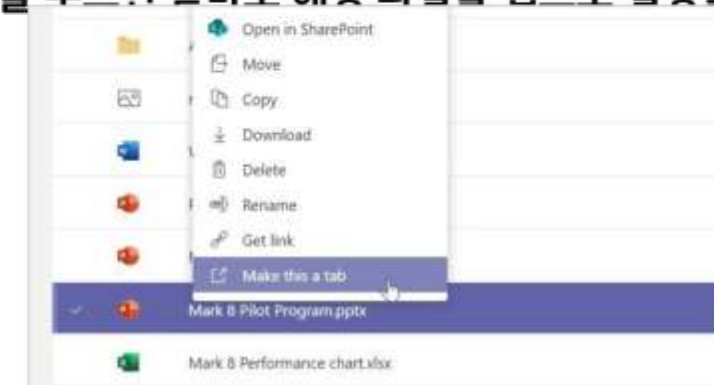 Open in SharePoint
Move
Copy
Download
Delete
Rename
Get link
Make this a tab
Mark 8 Pilot Program.pptx
Mark 8 Performance chart.xlsx